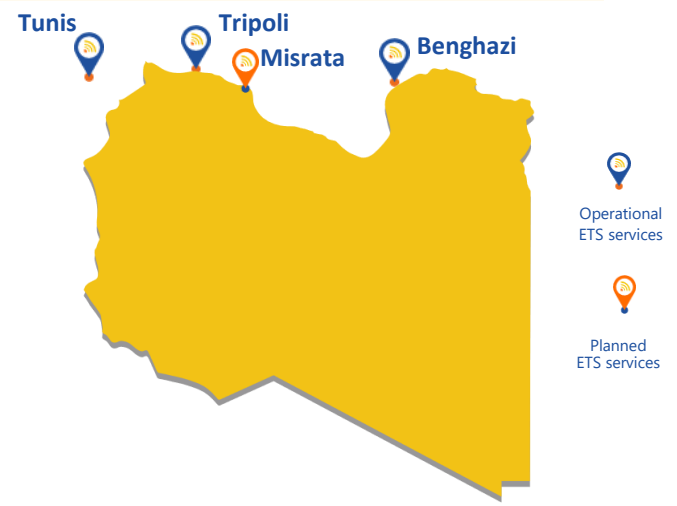 Tunis
Tripoli
Misrata
Benghazi
Operational
ETS services
Planned
ETS services